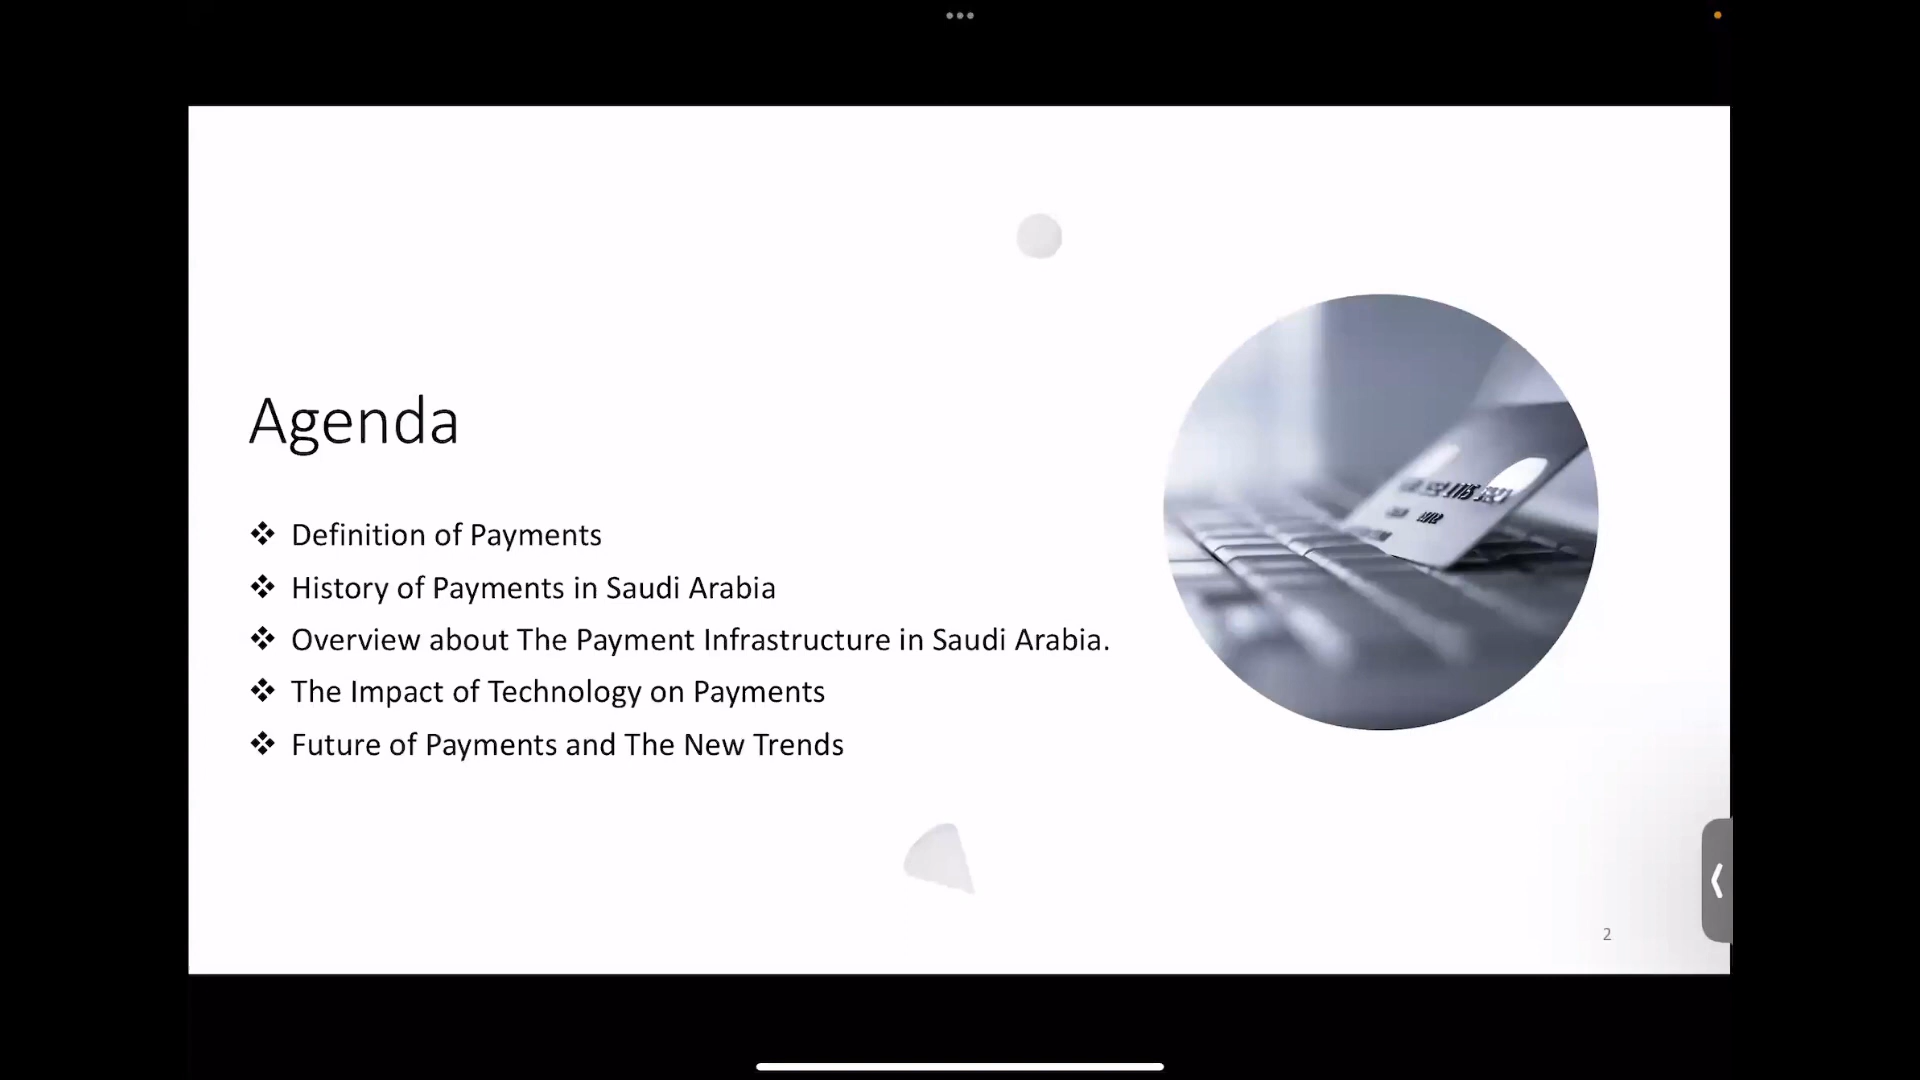 Agenda
❖ Definition of Payments
❖ History of Payments in Saudi Arabia
❖ Overview about The Payment Infrastructure in Saudi Arabia.
❖ The Impact of Technology on Payments
❖ Future of Payments and The New Trends
2